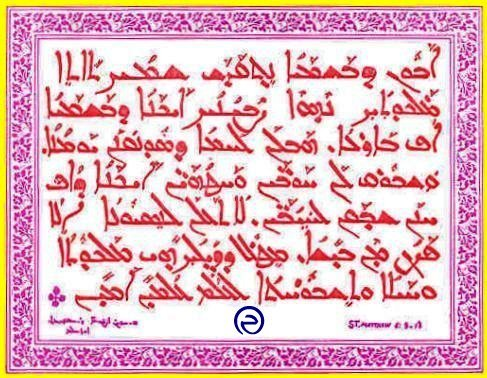 ܐܒܘܢ ܕܒܫܡܝܐ ܢܬܩܕܫ ܫܡܟ ܬܐܬܐ
ܡܠܟܘܬܟ ܢܗܘܐ ܨܒܝܢܟ ܐܝܟܢܐ ܕܒܫܡܝܐ
ܐܦ ܒܐܪܥܐ. ܗܒ ܠܢ ܠܚܡܐ ܕܣܘܢܩܢܢ ܝܘܡܢܐ.
ܘܫܒܘܩ ܠܢ ܚܘܒܝܢ ܘܚܛܗܝܢ ܐܝܟܢܐ ܕܐܦ
ܚܢܢ ܫܒܩܢ ܠܚܝܒܝܢ. ܠܐ ܬܥܠܢ ܠܢܣܝܘܢܐ ܐܠܐ
ܦܨܢ ܡܢ ܒܝܫܐ. ܡܛܠ ܕܕܝܠܟ ܗܝ ܡܠܟܘܬܐ
ܘܚܝܠܐ ܘܬܫܒܘܚܬܐ ܠܥܠܡ ܥܠܡܝܢ ܐܡܝܢ
ST. MATTHEW 6: 9-13